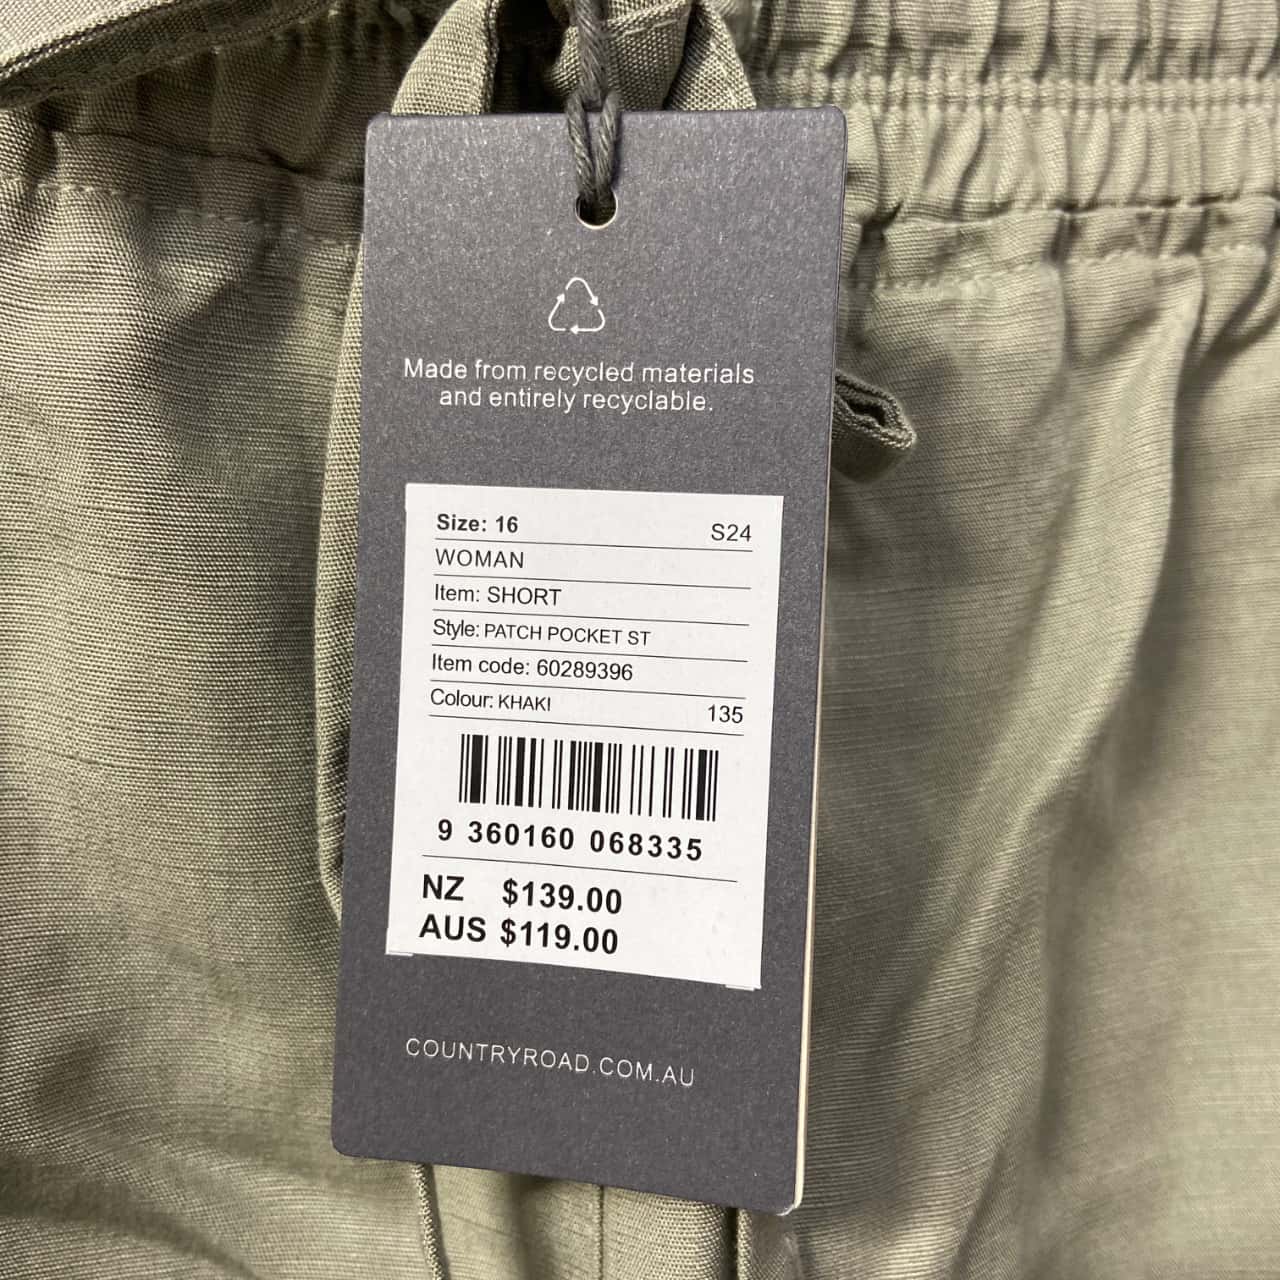 Made from recycled materials
and entirely recyclable.
Size: 16 S24
WOMAN
Item: SHORT
Style: PATCH POCKET ST
Item code: 60289396
Colour: KHAKI 135
9 360160 068335
NZ $139.00
AUS $119.00
COUNTRYROAD.COM.AU